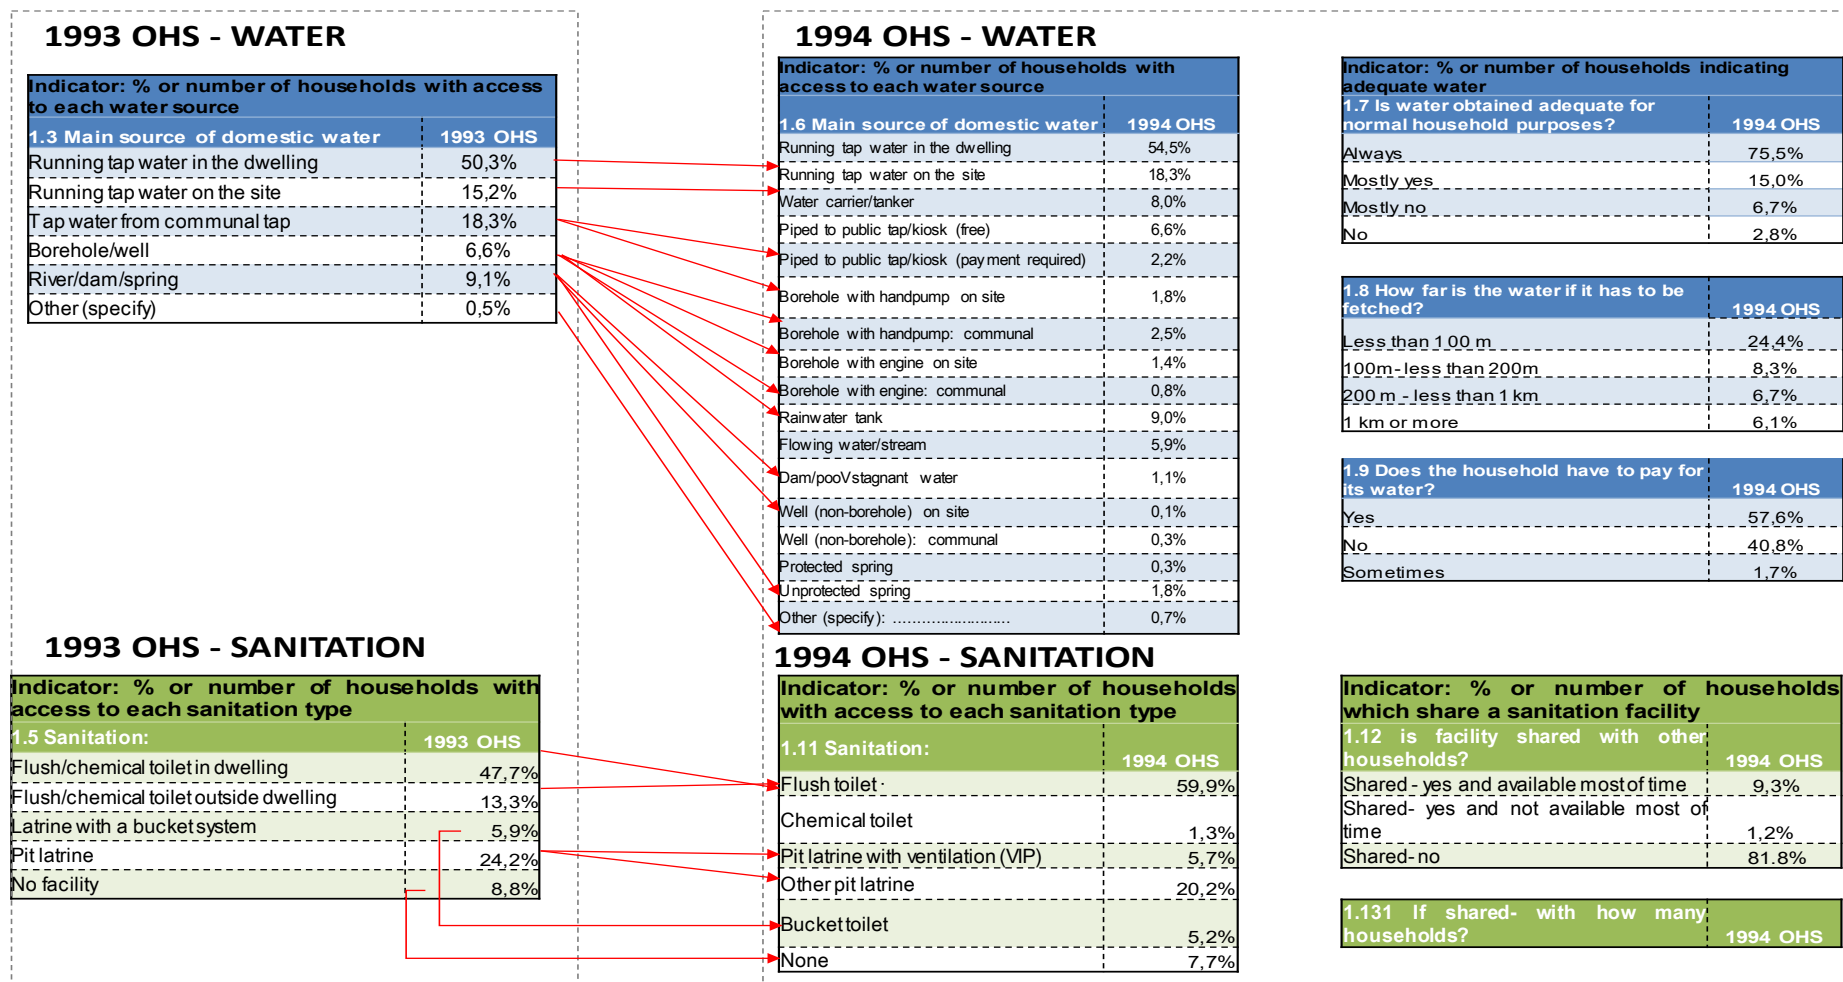 1993 OHS - WATER
Indicator: % or number of households with access
to each water source
1.3 Main source of domestic water 1993 OHS
Running tap water in the dwelling 50,3%
Running tap water on the site 15,2%
Tap water from communal tap 18,3%
Borehole/well 6,6%
River/dam/spring 9,1%
Other (specify) 0,5%
1994 OHS - WATER
Indicator: % or number of households with
access to each water source
1.6 Main source of domestic water 1994 OHS
Running tap water in the dwelling 54,5%
Running tap water on the site 18,3%
Water carrier/tanker 8,0%
Piped to public tap/kiosk (free) 6,6%
Piped to public tap/kiosk (payment required) 2,2%
Borehole with handpump on site 1,8%
Borehole with handpump: communal 2,5%
Borehole with engine on site 1,4%
Borehole with engine: communal 0,8%
Rainwater tank 9,0%
Flowing water/stream 5,9%
Dam/pooVstagnant water 1,1%
Well (non-borehole) on site 0,1%
Well (non-borehole): communal 0,3%
Protected spring 0,3%
Unprotected spring 1,8%
Other (specify): ......................... 0,7%
Indicator: % or number of households indicating
adequate water
1.7 Is water obtained adequate for
normal household purposes? 1994 OHS
Always 75,5%
Mostly yes 15,0%
Mostly no 6,7%
No 2,8%
1.8 How far is the water if it has to be
fetched? 1994 OHS
Less than 100 m 24,4%
100m- less than 200m 8,3%
200 m - less than 1 km 6,7%
1 km or more 6,1%
1.9 Does the household have to pay for
its water? 1994 OHS
Yes 57,6%
No 40,8%
Sometimes 1,7%
1993 OHS - SANITATION
Indicator: % or number of households with
access to each sanitation type
1.5 Sanitation: 1993 OHS
Flush/chemical toilet in dwelling 47,7%
Flush/chemical toilet outside dwelling 13,3%
Latrine with a bucket system 5,9%
Pit latrine 24,2%
No facility 8,8%
1994 OHS - SANITATION
Indicator: % or number of households
with access to each sanitation type
1.11 Sanitation: 1994 OHS
Flush toilet · 59,9%
Chemical toilet 1,3%
Pit latrine with ventilation (VIP) 5,7%
Other pit latrine 20,2%
Bucket toilet 5,2%
None 7,7%
Indicator: % or number of households
which share a sanitation facility
1.12 is facility shared with other
households? 1994 OHS
Shared - yes and available most of time 9,3%
Shared- yes and not available most of
time 1,2%
Shared- no 81.8%
1.131 If shared- with how many
households? 1994 OHS